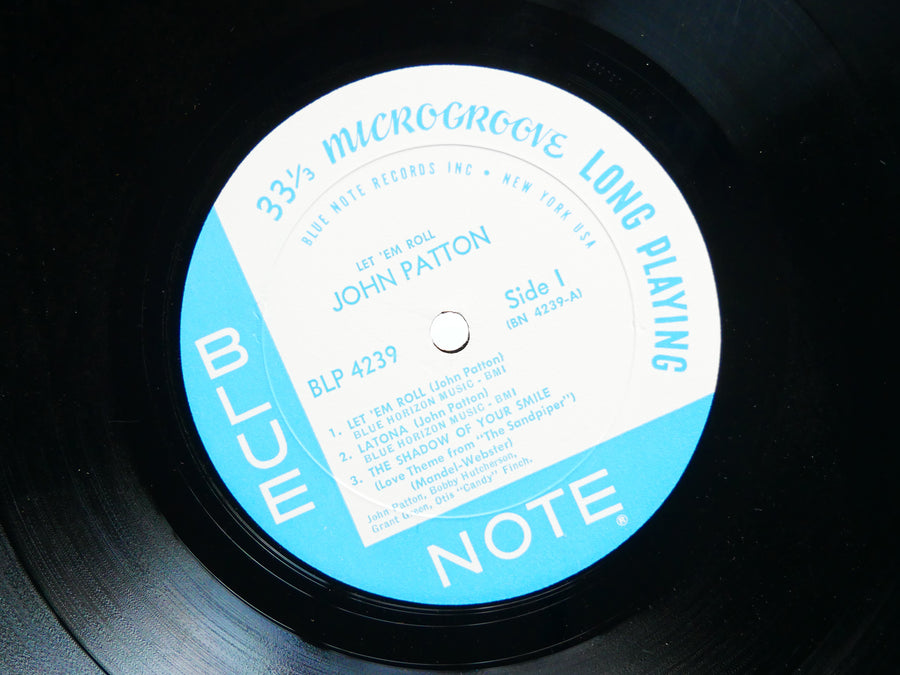 33⅓ MICROGROOVE LONG PLAYING
BLUE NOTE RECORDS INC • NEW YORK USA
LET 'EM ROLL
JOHN PATTON
Side 1
(BN 4239-A)
BLP 4239
1. LET 'EM ROLL (John Patton)
BLUE HORIZON MUSIC - BMI
2. LATONA (John Patton)
BLUE HORIZON MUSIC - BMI
3. THE SHADOW OF YOUR SMILE
(Love Theme from "The Sandpiper")
(Mandel-Webster)
John Patton, Bobby Hutcherson,
Grant Green, Otis "Candy" Finch.
BLUE
NOTE®